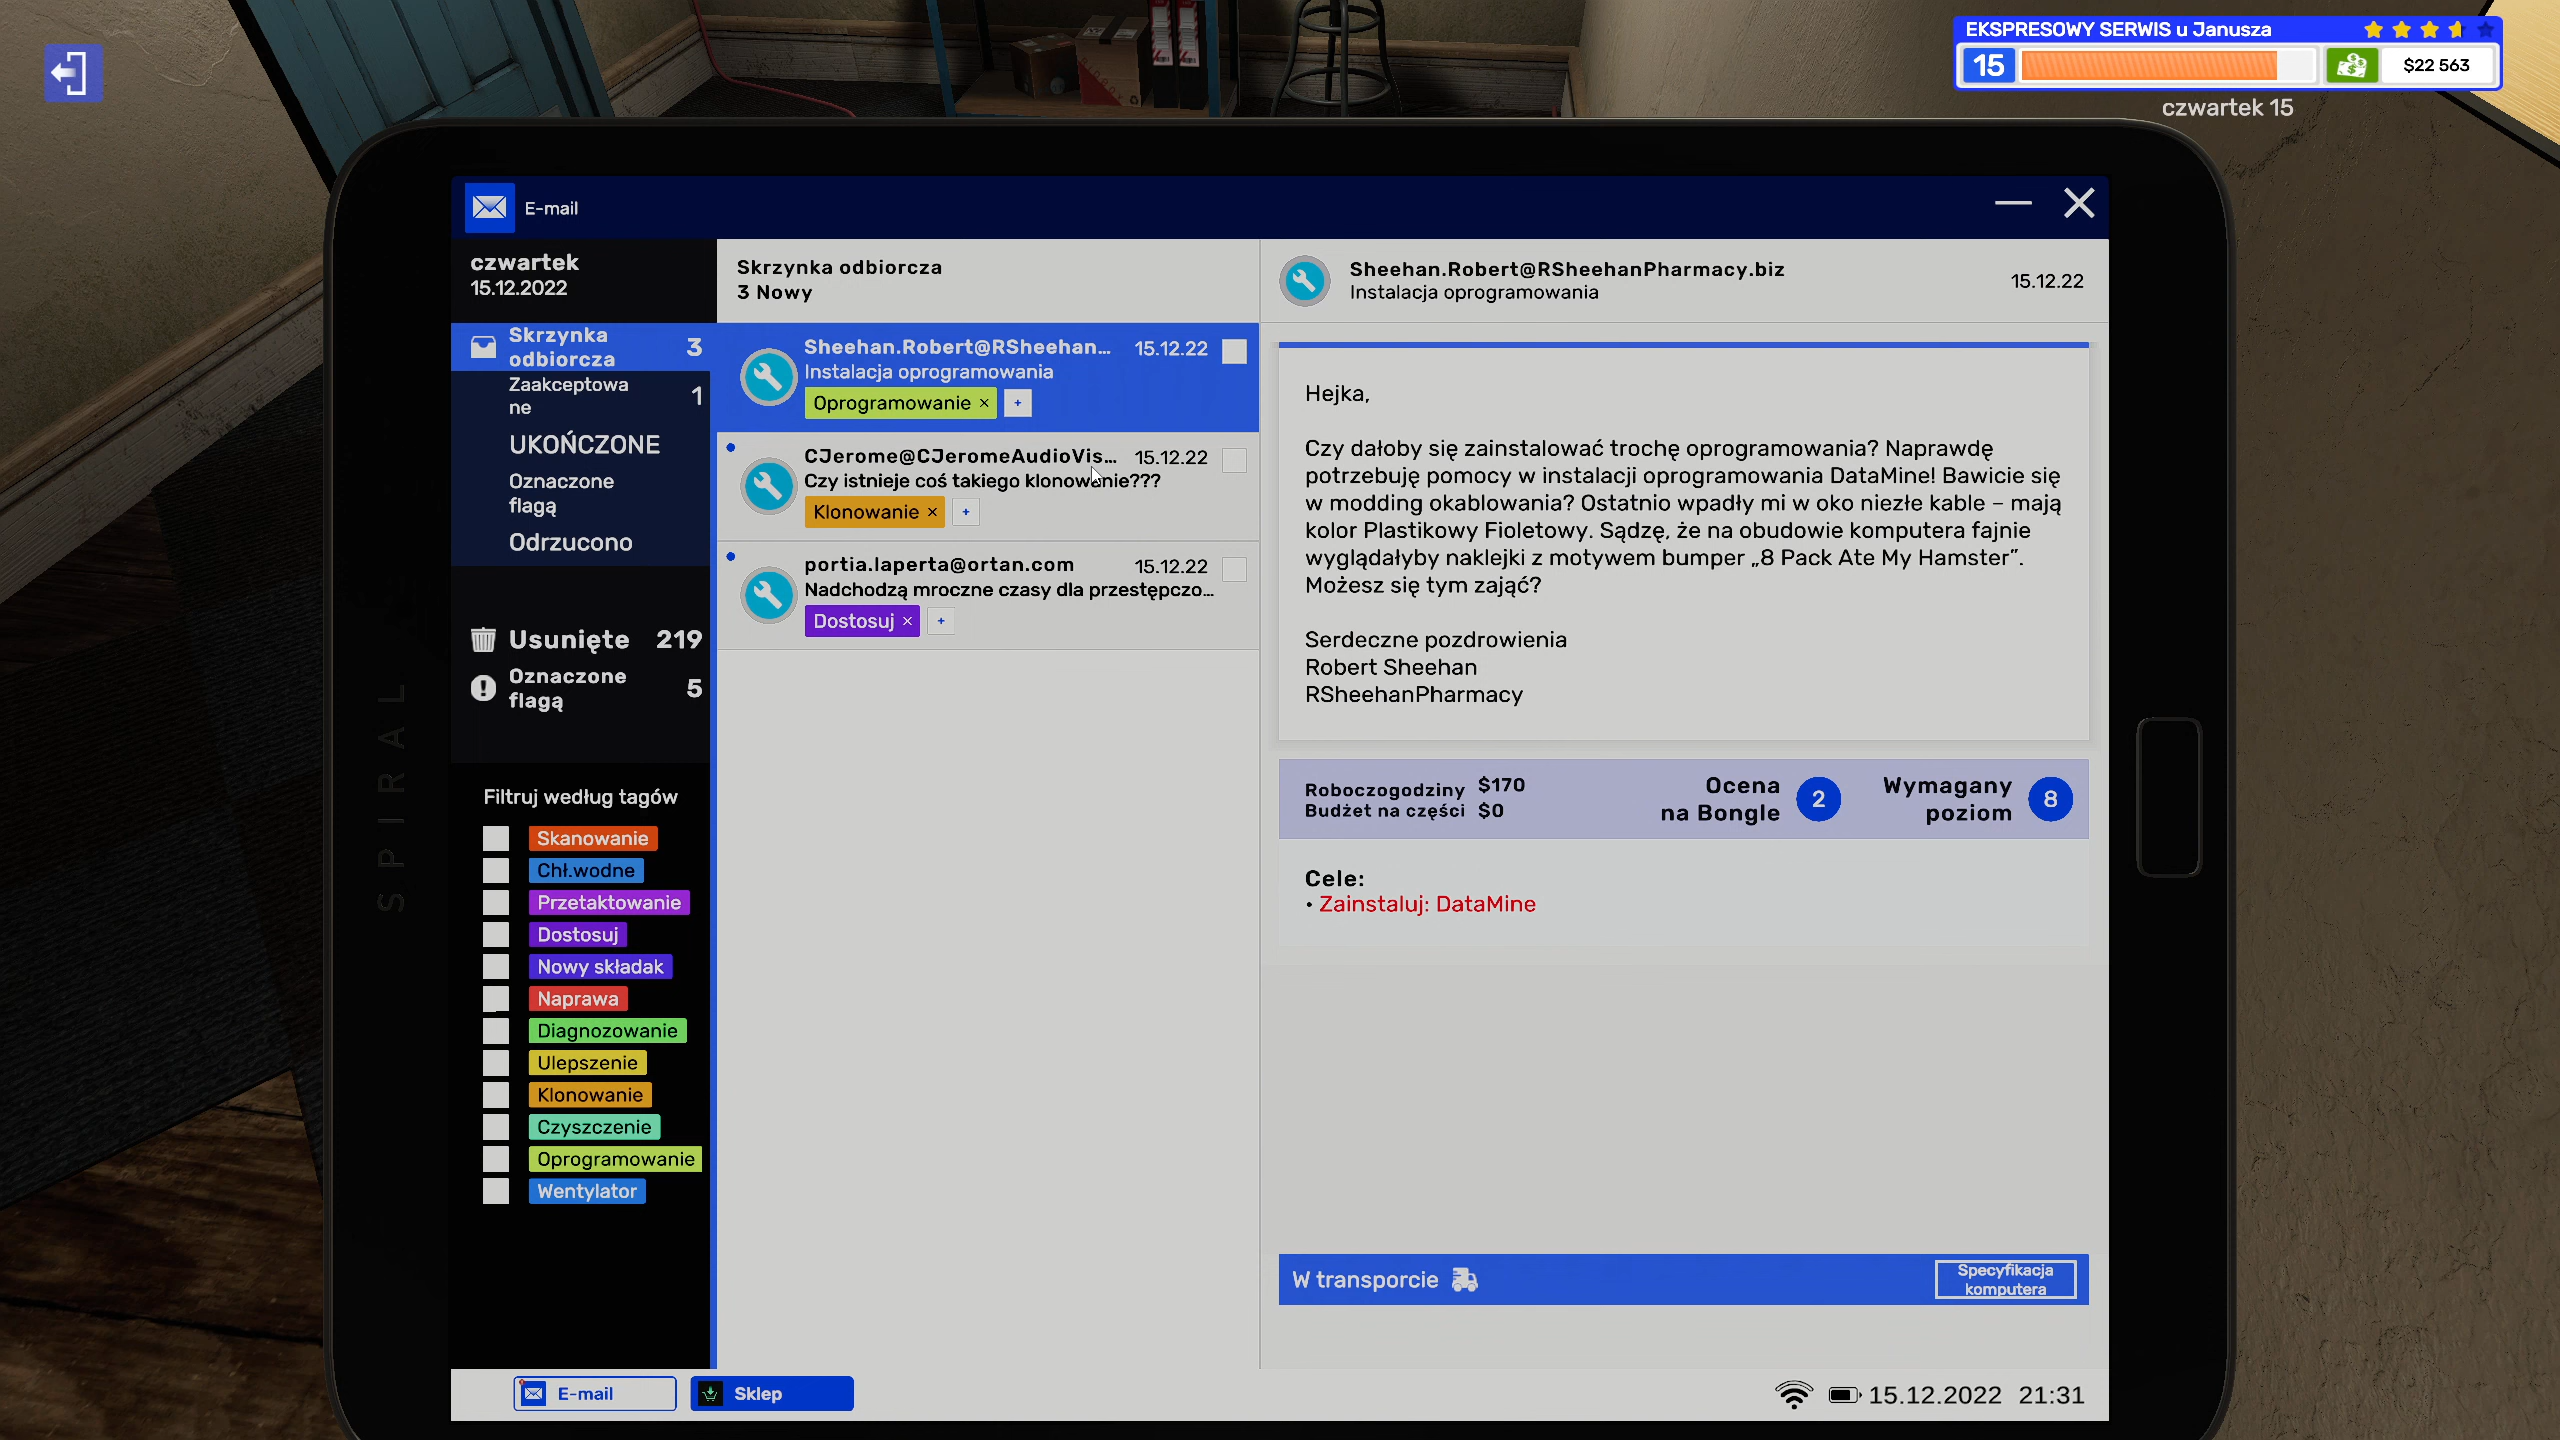 EKSPRESOWY SERWIS u Janusza
15
$22 563
czwartek 15
E-mail
czwartek
15.12.2022
Skrzynka odbiorcza
3 Nowy
Skrzynka
odbiorcza
3
Zaakceptowa
ne
1
UKOŃCZONE
Oznaczone
flagą
Odrzucono
Usunięte 219
Oznaczone
flagą
5
Filtruj według tagów
Skanowanie
Chł.wodne
Przetaktowanie
Dostosuj
Nowy składak
Naprawa
Diagnozowanie
Ulepszenie
Klonowanie
Czyszczenie
Oprogramowanie
Wentylator
Sheehan.Robert@RSheehan... 15.12.22
Instalacja oprogramowania
Oprogramowanie × +
CJerome@CJeromeAudioVis... 15.12.22
Czy istnieje coś takiego klonowanie???
Klonowanie × +
portia.laperta@ortan.com 15.12.22
Nadchodzą mroczne czasy dla przestępczo...
Dostosuj × +
Sheehan.Robert@RSheehanPharmacy.biz
Instalacja oprogramowania
15.12.22
Hejka,
Czy dałoby się zainstalować trochę oprogramowania? Naprawdę
potrzebuję pomocy w instalacji oprogramowania DataMine! Bawicie się
w modding okablowania? Ostatnio wpadły mi w oko niezłe kable – mają
kolor Plastikowy Fioletowy. Sądzę, że na obudowie komputera fajnie
wyglądałyby naklejki z motywem bumper „8 Pack Ate My Hamster”.
Możesz się tym zająć?
Serdeczne pozdrowienia
Robert Sheehan
RSheehanPharmacy
Roboczogodziny $170
Budżet na części $0
Ocena
na Bongle
2
Wymagany
poziom
8
Cele:
• Zainstaluj: DataMine
W transporcie
Specyfikacja
komputera
E-mail
Sklep
15.12.2022 21:31
SPIRAL